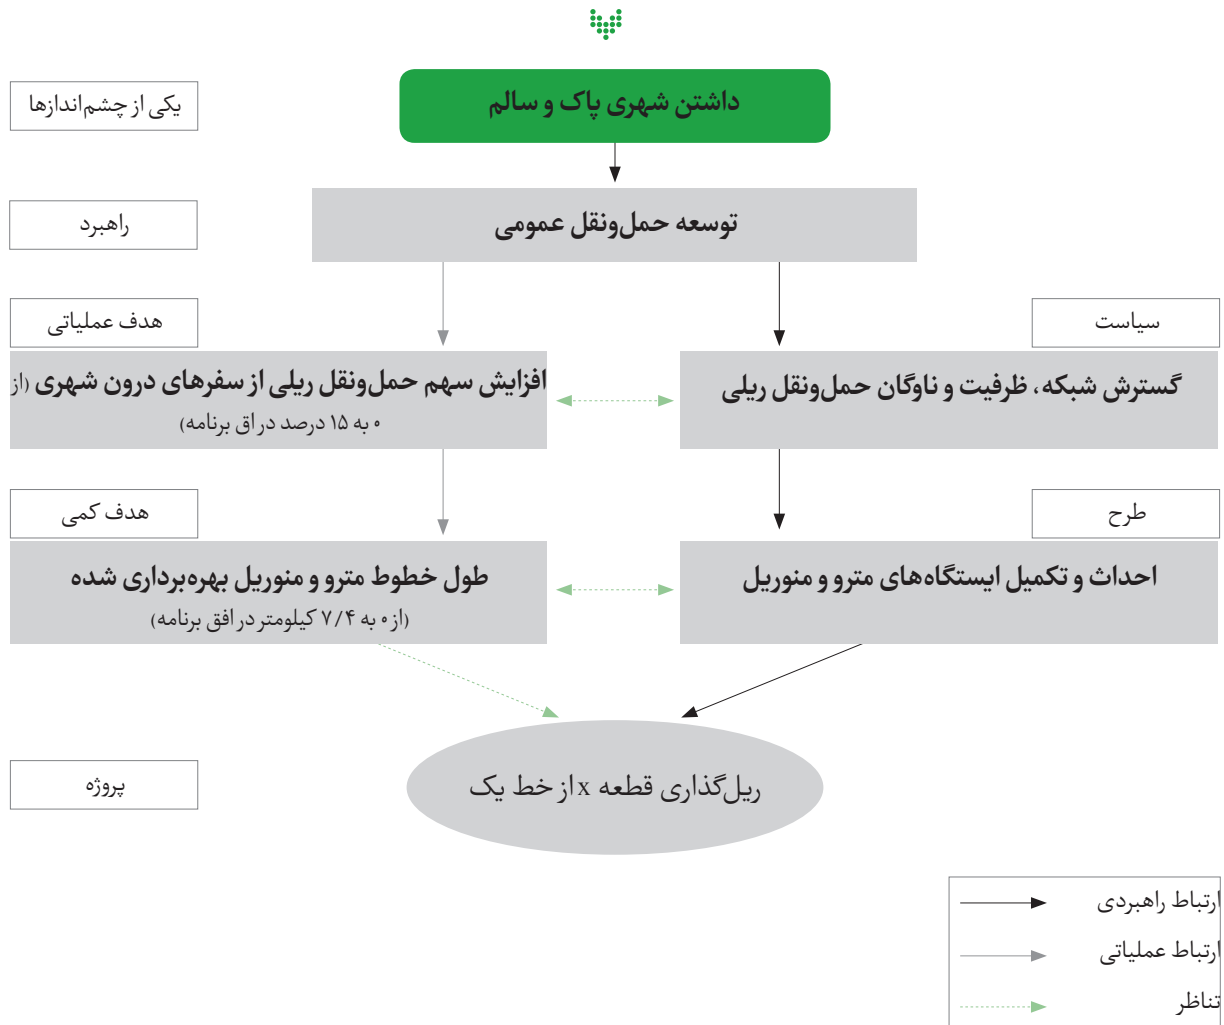 داشتن شهری پاک و سالم
یکی از چشم‌اندازها
توسعه حمل‌ونقل عمومی
راهبرد
سیاست
هدف عملیاتی
گسترش شبکه، ظرفیت و ناوگان حمل‌ونقل ریلی
افزایش سهم حمل‌ونقل ریلی از سفرهای درون شهری (از
۰ به ۱۵ درصد در اق برنامه)
طرح
هدف کمی
احداث و تکمیل ایستگاه‌های مترو و منوریل
طول خطوط مترو و منوریل بهره‌برداری شده
(از ۰ به ۷/۴ کیلومتر در افق برنامه)
ریل‌گذاری قطعه x از خط یک
پروژه
ارتباط راهبردی
ارتباط عملیاتی
تناظر